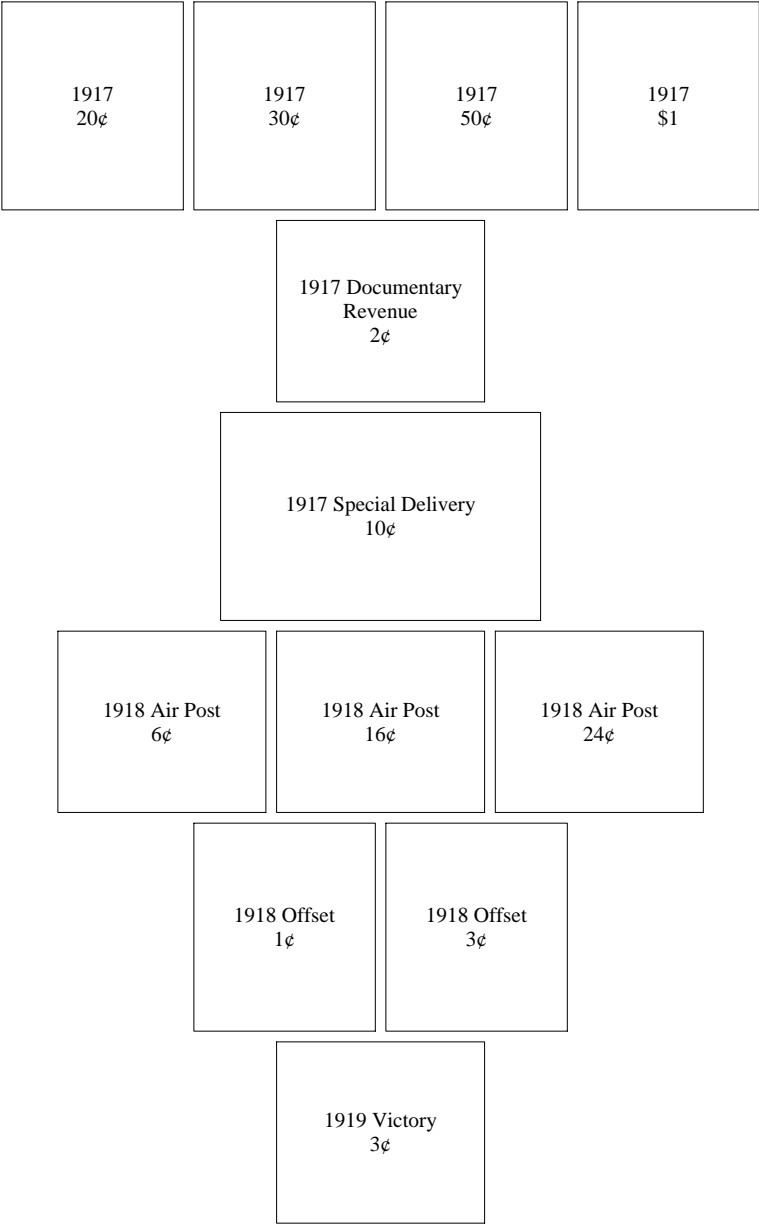 1917
20¢
1917
30¢
1917
50¢
1917
$1
1917 Documentary
Revenue
2¢
1917 Special Delivery
10¢
1918 Air Post
6¢
1918 Air Post
16¢
1918 Air Post
24¢
1918 Offset
1¢
1918 Offset
3¢
1919 Victory
3¢